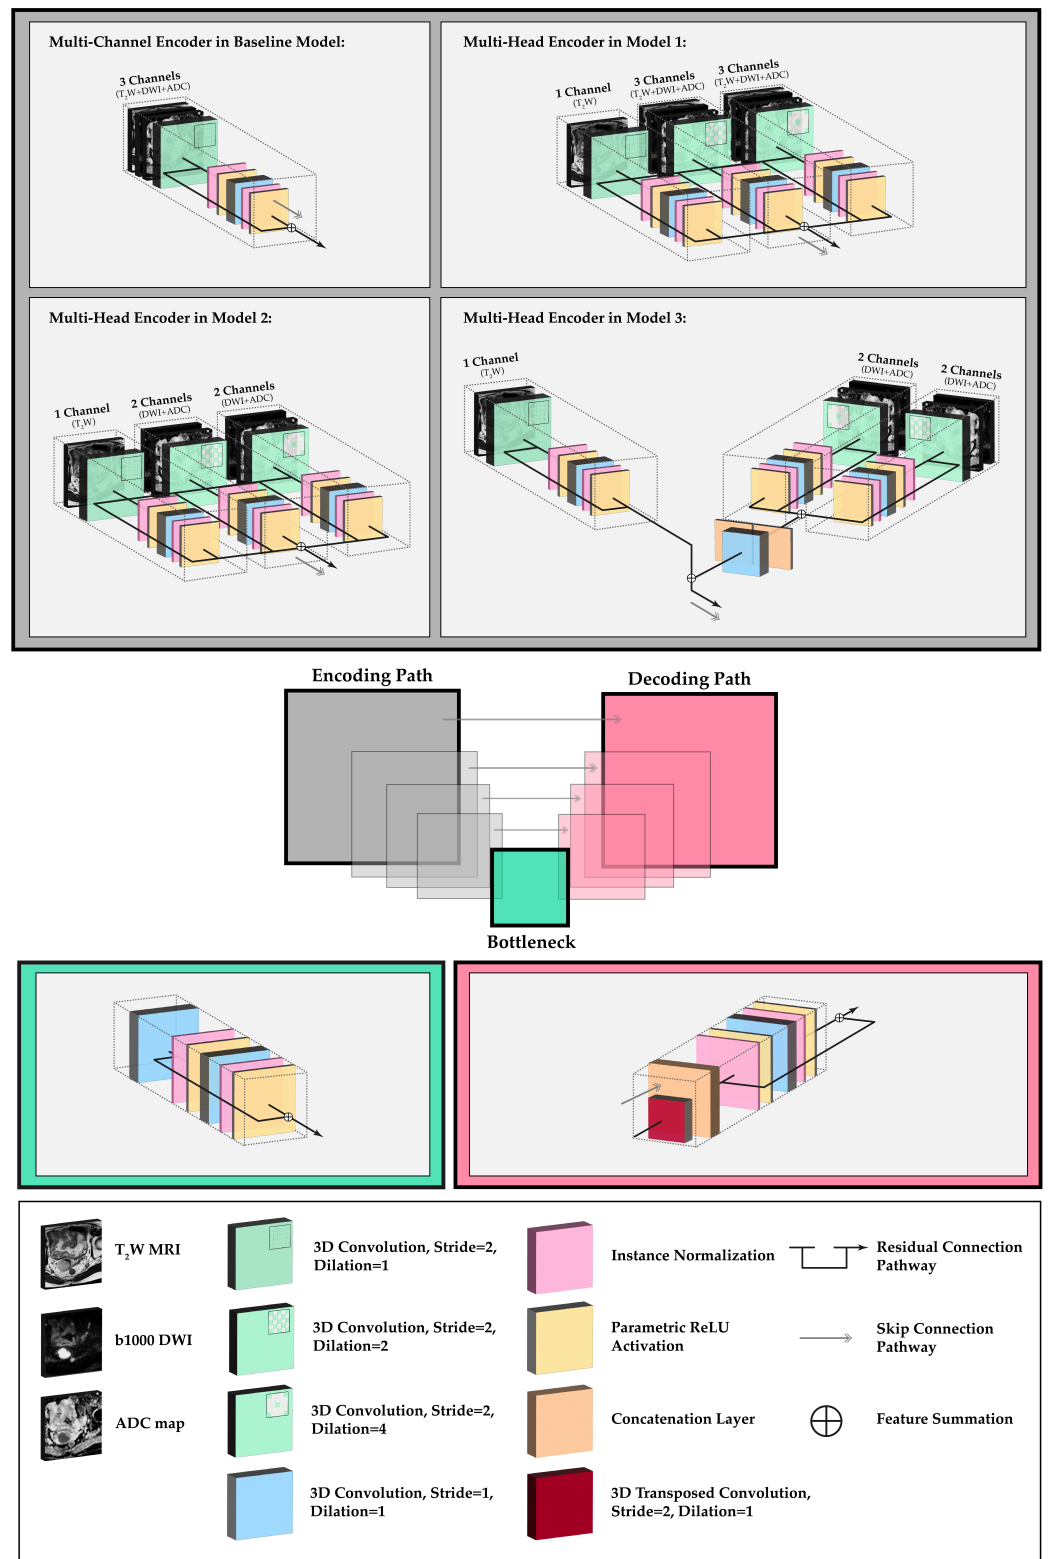 Multi-Channel Encoder in Baseline Model:
3 Channels
(T2W+DWI+ADC)
Multi-Head Encoder in Model 1:
1 Channel
(T2W)
3 Channels
(T2W+DWI+ADC)
3 Channels
(T2W+DWI+ADC)
Multi-Head Encoder in Model 2:
1 Channel
(T2W)
2 Channels
(DWI+ADC)
2 Channels
(DWI+ADC)
Multi-Head Encoder in Model 3:
1 Channel
(T2W)
2 Channels
(DWI+ADC)
2 Channels
(DWI+ADC)
Encoding Path
Decoding Path
Bottleneck
T2W MRI
b1000 DWI
ADC map
3D Convolution, Stride=2,
Dilation=1
3D Convolution, Stride=2,
Dilation=2
3D Convolution, Stride=2,
Dilation=4
3D Convolution, Stride=1,
Dilation=1
Instance Normalization
Parametric ReLU
Activation
Concatenation Layer
3D Transposed Convolution,
Stride=2, Dilation=1
Residual Connection
Pathway
Skip Connection
Pathway
Feature Summation